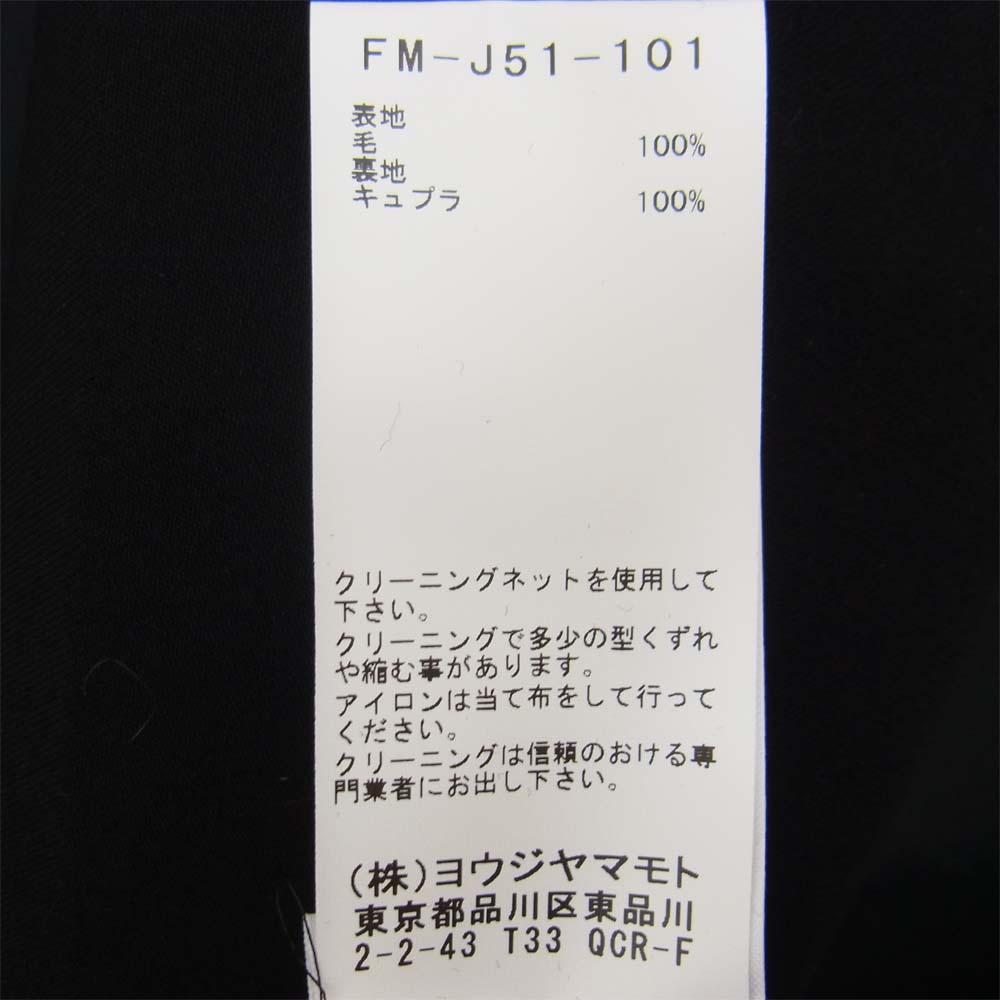 FM-J51-101
表地
毛 100%
裏地
キュプラ 100%
クリーニングネットを使用して
下さい。
クリーニングで多少の型くずれ
や縮む事があります。
アイロンは当て布をして行って
ください。
クリーニングは信頼のおける専
門業者にお出し下さい。
(株)ヨウジヤマモト
東京都品川区東品川
2-2-43 T33 QCR-F